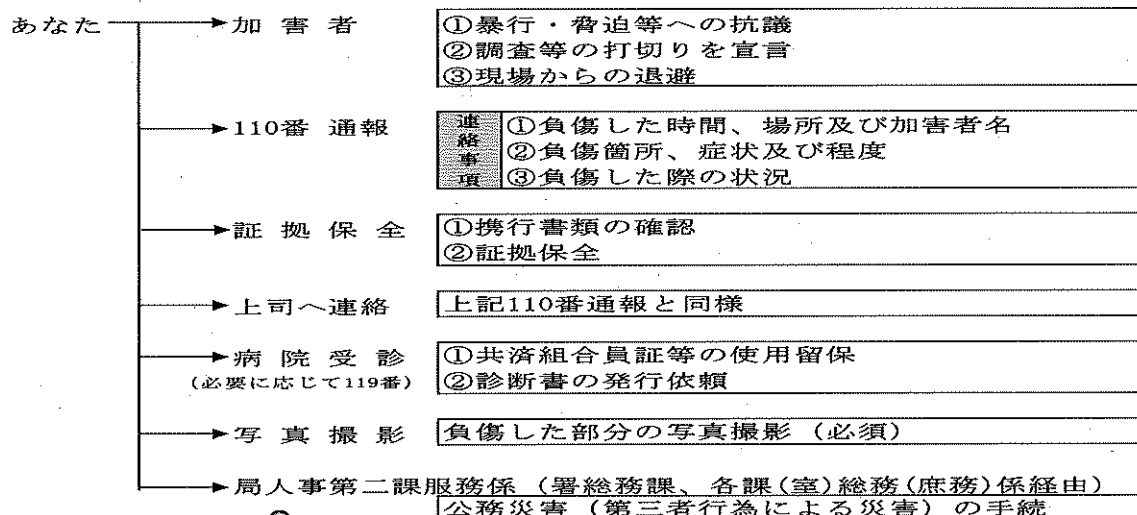 あなた
加害者
①暴行・脅迫等への抗議
②調査等の打切りを宣言
③現場からの退避
110番 通報
連絡事項
①負傷した時間、場所及び加害者名
②負傷箇所、症状及び程度
③負傷した際の状況
証拠保全
①携行書類の確認
②証拠保全
上司へ連絡
上記110番通報と同様
病院受診
(必要に応じて119番)
①共済組合員証等の使用留保
②診断書の発行依頼
写真撮影
負傷した部分の写真撮影(必須)
局人事第二課服務係(署総務課、各課(室)総務(庶務)係経由)
公務災害(第三者行為による災害)の手続